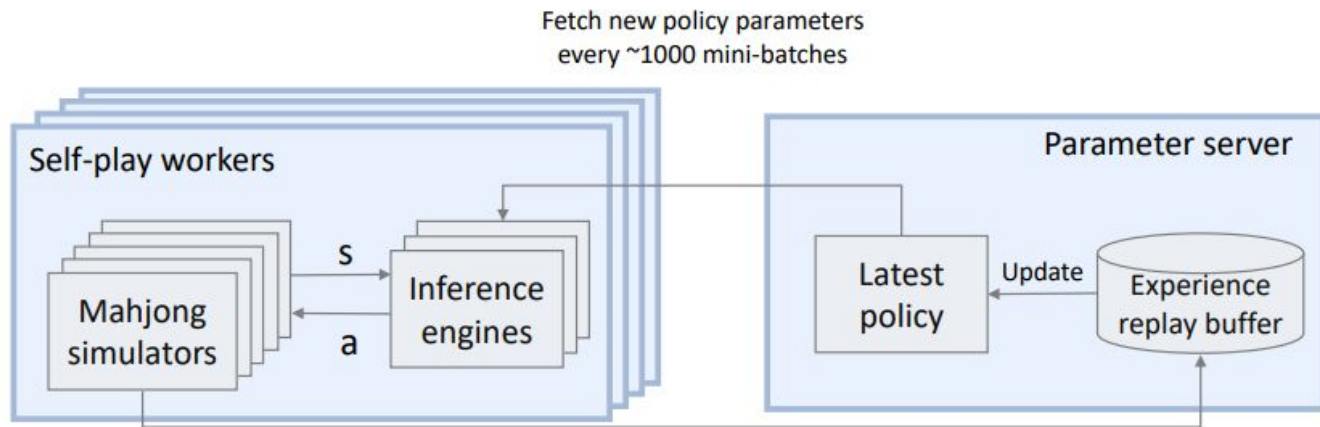 Fetch new policy parameters
every ~1000 mini-batches
Self-play workers
Parameter server
s
a
Mahjong
simulators
Inference
engines
Latest
policy
Update
Experience
replay buffer